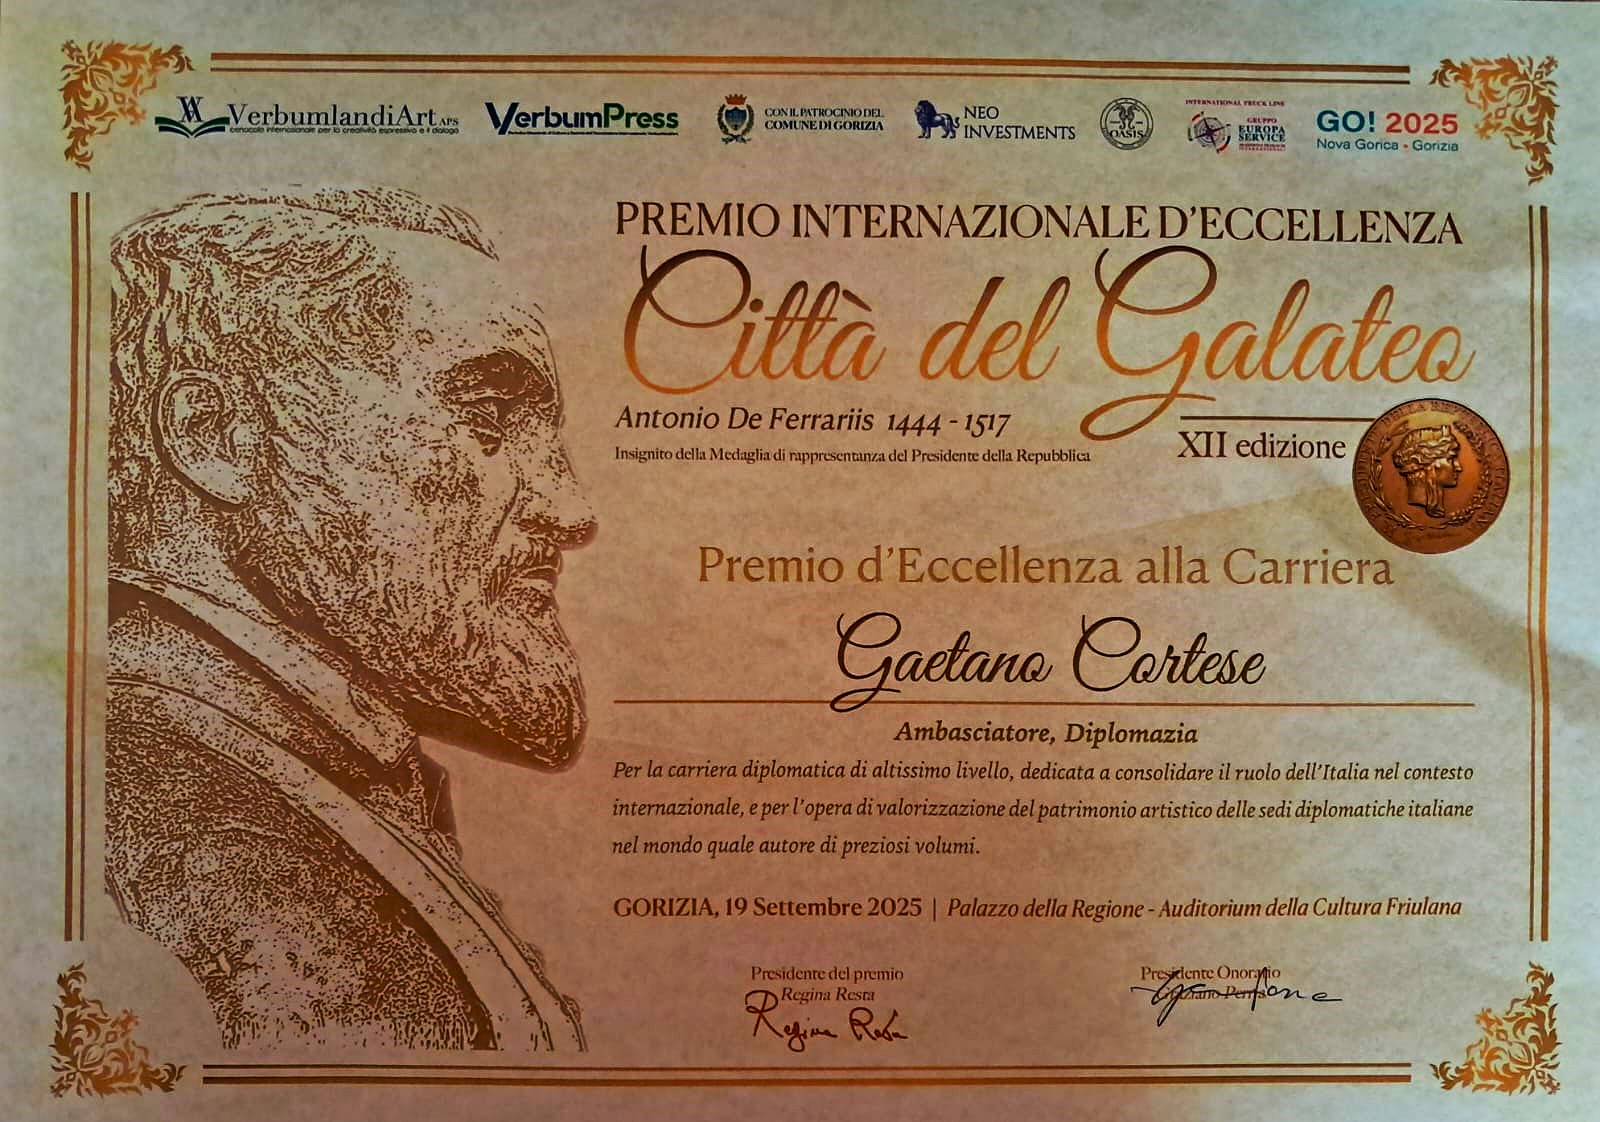 VerbumlandiArt APS
cenacolo internazionale per la creatività espressiva e il dialogo
VerbumPress
CON IL PATROCINIO DEL
COMUNE DI GORIZIA
NEO
INVESTMENTS
OASIS
INTERNATIONAL TRUCK LINE
GRUPPO
EUROPA
SERVICE
GO! 2025
Nova Gorica • Gorizia
PREMIO INTERNAZIONALE D'ECCELLENZA
Città del Galateo
Antonio De Ferrariis 1444 - 1517
Insignito della Medaglia di rappresentanza del Presidente della Repubblica
XII edizione
Premio d'Eccellenza alla Carriera
Gaetano Cortese
Ambasciatore, Diplomazia
Per la carriera diplomatica di altissimo livello, dedicata a consolidare il ruolo dell'Italia nel contesto
internazionale, e per l'opera di valorizzazione del patrimonio artistico delle sedi diplomatiche italiane
nel mondo quale autore di preziosi volumi.
GORIZIA, 19 Settembre 2025 | Palazzo della Regione - Auditorium della Cultura Friulana
Presidente del premio
Regina Resta
Regina Resta
Presidente Onorario